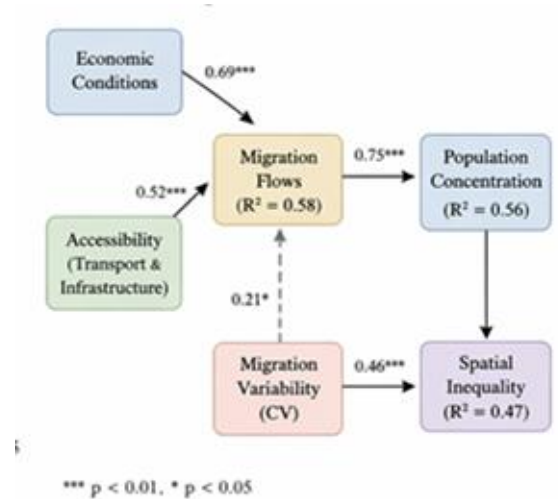 Economic
Conditions
0.69***
Migration
Flows
(R² = 0.58)
0.75***
Population
Concentration
(R² = 0.56)
0.52***
Accessibility
(Transport &
Infrastructure)
0.21*
Migration
Variability
(CV)
0.46***
Spatial
Inequality
(R² = 0.47)
*** p < 0.01, * p < 0.05